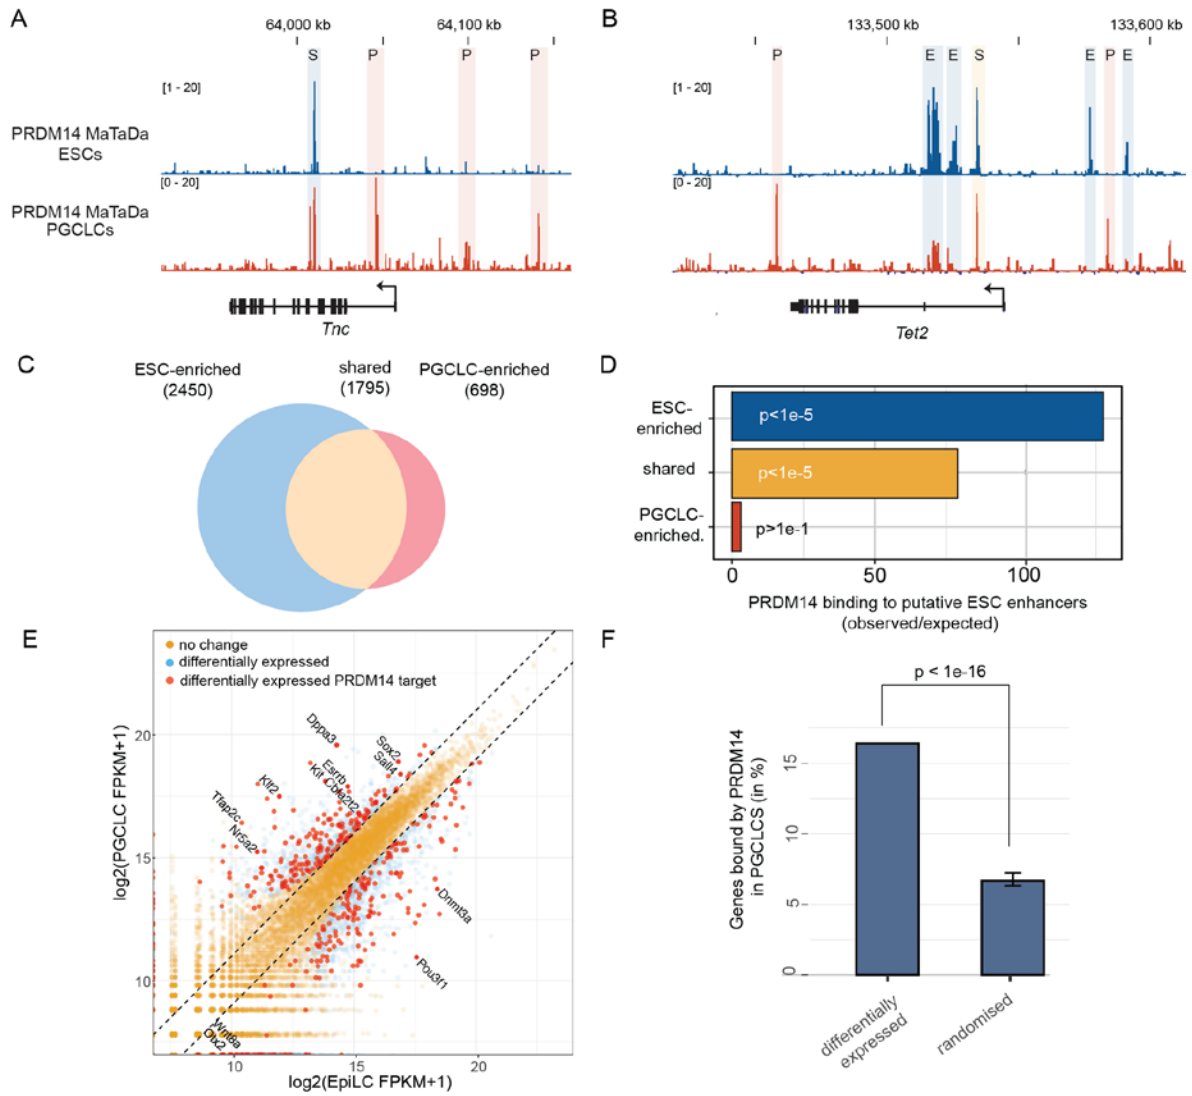 A
64,000 kb
64,100 kb
S
P
P
P
[1 - 20]
PRDM14 MaTaDa
ESCs
[0 - 20]
PRDM14 MaTaDa
PGCLCs
Tnc
B
133,500 kb
133,600 kb
P
E
E
S
E
P
E
[1 - 20]
[0 - 20]
Tet2
C
ESC-enriched
(2450)
shared
(1795)
PGCLC-enriched
(698)
D
ESC-
enriched
p<1e-5
shared
p<1e-5
PGCLC-
enriched.
p>1e-1
0
50
100
PRDM14 binding to putative ESC enhancers
(observed/expected)
E
no change
differentially expressed
differentially expressed PRDM14 target
log2(PGCLC FPKM+1)
20
15
10
Dppa3
Sox2
Sall4
Esrrb
Kit
Cbfa2t2
Klf2
Tfap2c
Nr5a2
Dnmt3a
Pou3f1
Wnt8a
Otx2
10
15
20
log2(EpiLC FPKM+1)
F
p < 1e-16
Genes bound by PRDM14
in PGCLCS (in %)
15
10
5
0
differentially
expressed
randomised